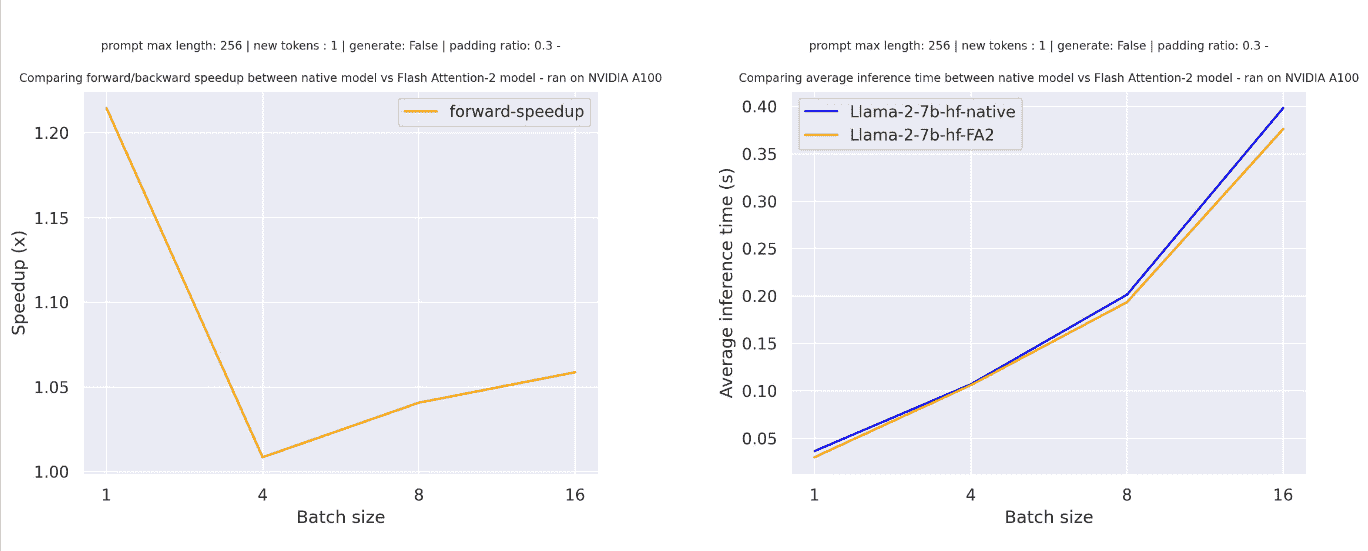 prompt max length: 256 | new tokens : 1 | generate: False | padding ratio: 0.3 -
Comparing forward/backward speedup between native model vs Flash Attention-2 model - ran on NVIDIA A100
forward-speedup
1.20
1.15
1.10
1.05
1.00
Speedup (x)
1 4 8 16
Batch size
prompt max length: 256 | new tokens : 1 | generate: False | padding ratio: 0.3 -
Comparing average inference time between native model vs Flash Attention-2 model - ran on NVIDIA A100
Llama-2-7b-hf-native
Llama-2-7b-hf-FA2
0.40
0.35
0.30
0.25
0.20
0.15
0.10
0.05
Average inference time (s)
1 4 8 16
Batch size